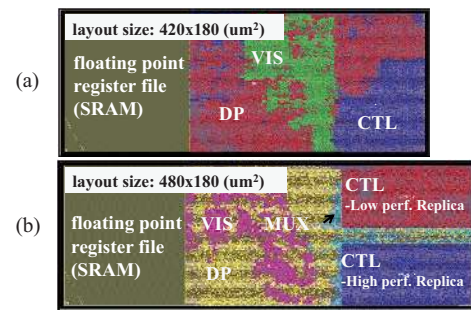 (a)
layout size: 420x180 (um²)
floating point
register file
(SRAM)
VIS
DP
CTL
(b)
layout size: 480x180 (um²)
floating point
register file
(SRAM)
VIS
MUX
DP
CTL
-Low perf. Replica
CTL
-High perf. Replica